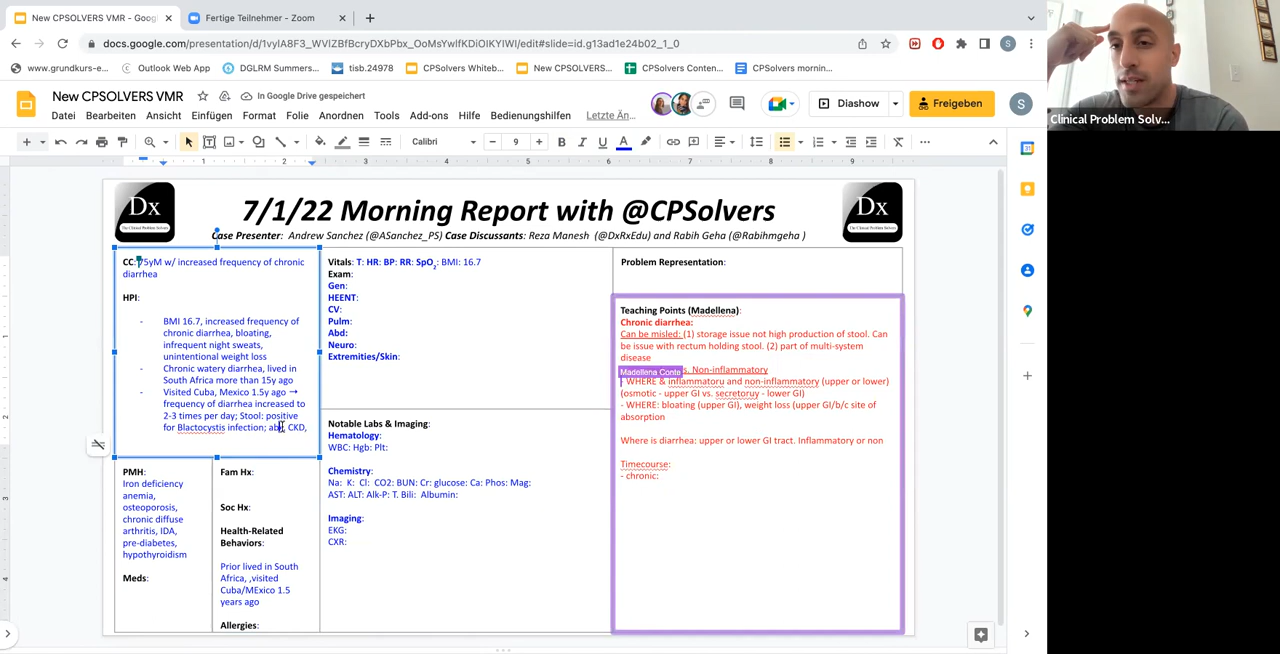 New CPSOLVERS VMR - Goog
Fertige Teilnehmer - Zoom
docs.google.com/presentation/d/1vyIA8F3_VWIZBfBcryDXbPbx_OoMsYwlfKDiOIKYIWI/edit#slide=id.g13ad1e24b02_1_0
www.grundkurs-e...
Outlook Web App
DGLRM Summers...
tisb.24978
CPSolvers Whiteb...
New CPSOLVERS...
CPSolvers Conten...
CPSolvers mornin...
New CPSOLVERS VMR
In Google Drive gespeichert
Datei Bearbeiten Ansicht Einfügen Format Folie Anordnen Tools Add-ons Hilfe Bedienungshilfen Letzte Än...
Diashow
Freigeben
S
Calibri
9
Clinical Problem Solv...
Dx
The Clinical Problem Solvers
7/1/22 Morning Report with @CPSolvers
Case Presenter: Andrew Sanchez (@ASanchez_PS) Case Discussants: Reza Manesh (@DxRxEdu) and Rabih Geha (@Rabihmgeha )
Dx
The Clinical Problem Solvers
CC: 75yM w/ increased frequency of chronic
diarrhea
HPI:
- BMI 16.7, increased frequency of
chronic diarrhea, bloating,
infrequent night sweats,
unintentional weight loss
- Chronic watery diarrhea, lived in
South Africa more than 15y ago
- Visited Cuba, Mexico 1.5y ago →
frequency of diarrhea increased to
2-3 times per day; Stool: positive
for Blactocystis infection; abd, CKD,
PMH:
Iron deficiency
anemia,
osteoporosis,
chronic diffuse
arthritis, IDA,
pre-diabetes,
hypothyroidism
Meds:
Fam Hx:
Soc Hx:
Health-Related
Behaviors:
Prior lived in South
Africa, ,visited
Cuba/MExico 1.5
years ago
Allergies:
Vitals: T: HR: BP: RR: SpO2: BMI: 16.7
Exam:
Gen:
HEENT:
CV:
Pulm:
Abd:
Neuro:
Extremities/Skin:
Notable Labs & Imaging:
Hematology:
WBC: Hgb: Plt:
Chemistry:
Na: K: Cl: CO2: BUN: Cr: glucose: Ca: Phos: Mag:
AST: ALT: Alk-P: T. Bili: Albumin:
Imaging:
EKG:
CXR:
Problem Representation:
Teaching Points (Madellena):
Chronic diarrhea:
Can be misled: (1) storage issue not high production of stool. Can
be issue with rectum holding stool. (2) part of multi-system
disease
Madellena Conte
s. Non-inflammatory
- WHERE & inflammatoru and non-inflammatory (upper or lower)
(osmotic - upper GI vs. secretoruy - lower GI)
- WHERE: bloating (upper GI), weight loss (upper GI/b/c site of
absorption
Where is diarrhea: upper or lower GI tract. Inflammatory or non
Timecourse:
- chronic: